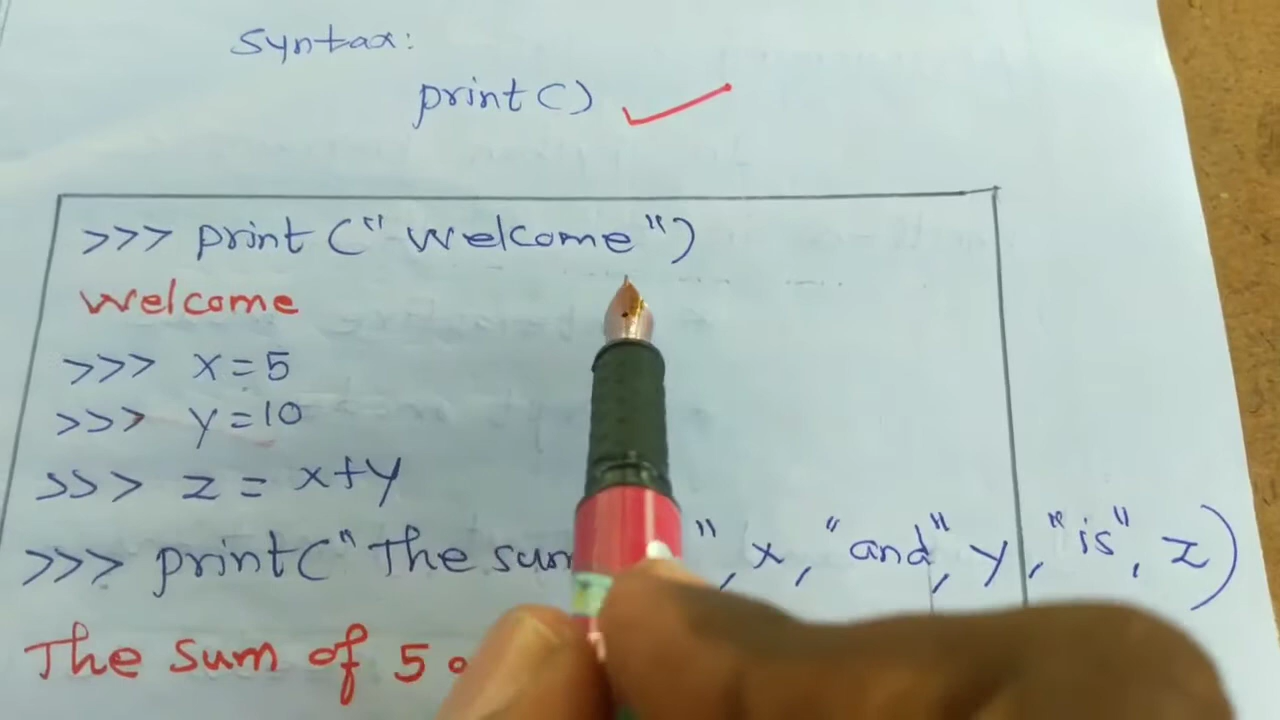 Syntax:
print()
>>> print("Welcome")
Welcome
>>> x=5
>>> y=10
>>> z = x+y
>>> print("The sum ", x, "and", y, "is", z)
The sum of 5